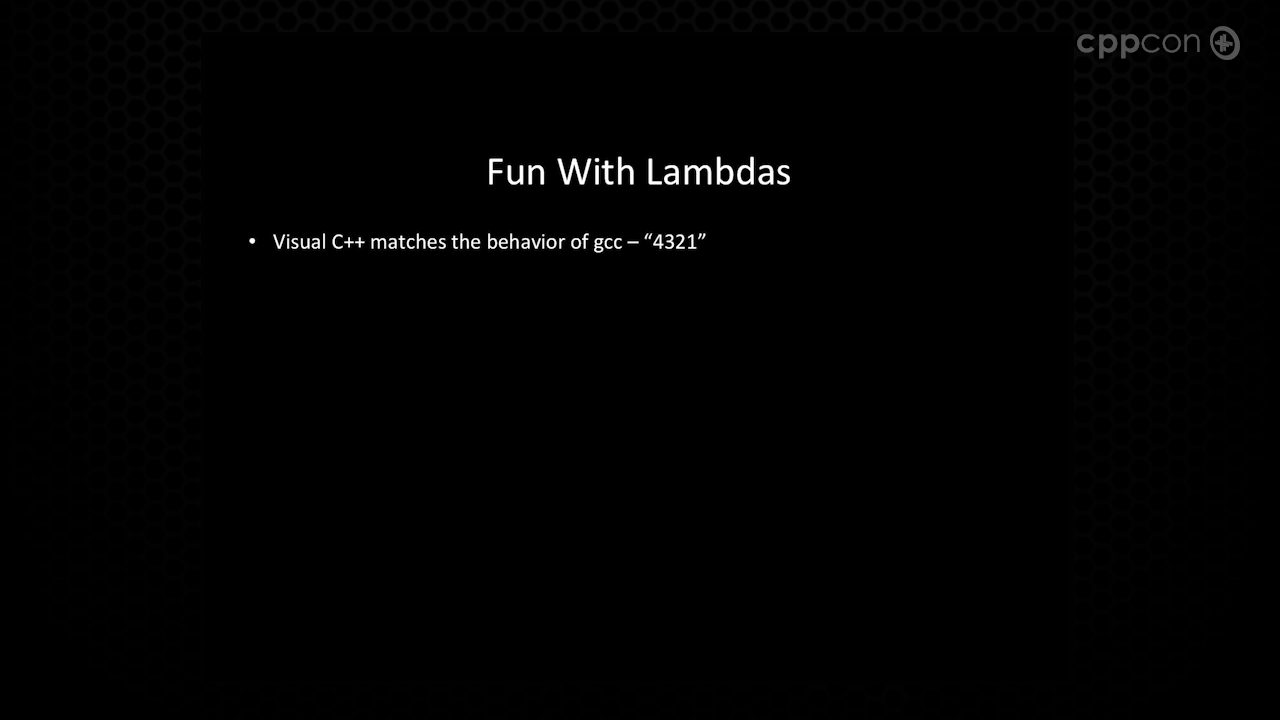 cppcon
Fun With Lambdas
• Visual C++ matches the behavior of gcc – “4321”